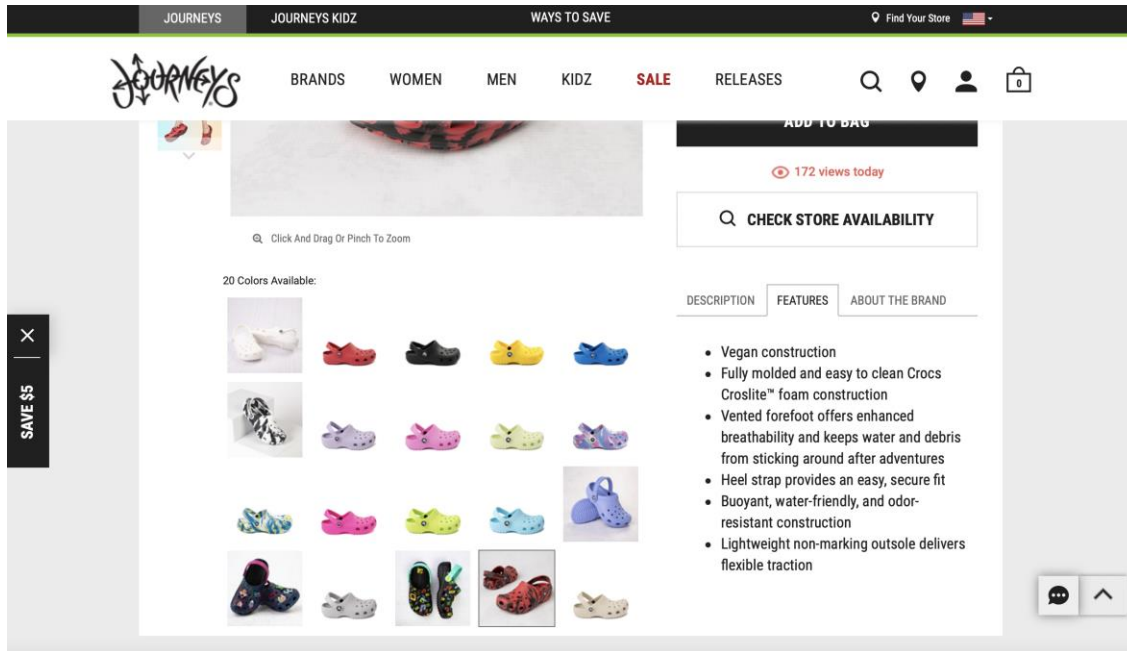 JOURNEYS
JOURNEYS KIDZ
WAYS TO SAVE
Find Your Store
JOURNEYS
BRANDS
WOMEN
MEN
KIDZ
SALE
RELEASES
0
ADD TO BAG
172 views today
CHECK STORE AVAILABILITY
Click And Drag Or Pinch To Zoom
20 Colors Available:
DESCRIPTION
FEATURES
ABOUT THE BRAND
• Vegan construction
• Fully molded and easy to clean Crocs
Croslite™ foam construction
• Vented forefoot offers enhanced
breathability and keeps water and debris
from sticking around after adventures
• Heel strap provides an easy, secure fit
• Buoyant, water-friendly, and odor-
resistant construction
• Lightweight non-marking outsole delivers
flexible traction
SAVE $5